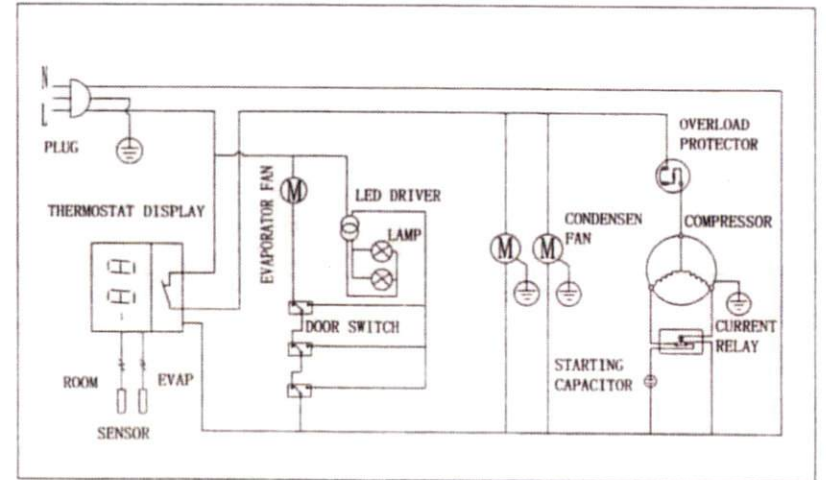 N
L
PLUG
THERMOSTAT DISPLAY
ROOM
EVAP
SENSOR
EVAPORATOR FAN
M
LED DRIVER
LAMP
DOOR SWITCH
M
M
CONDENSEN
FAN
OVERLOAD
PROTECTOR
COMPRESSOR
CURRENT
RELAY
STARTING
CAPACITOR